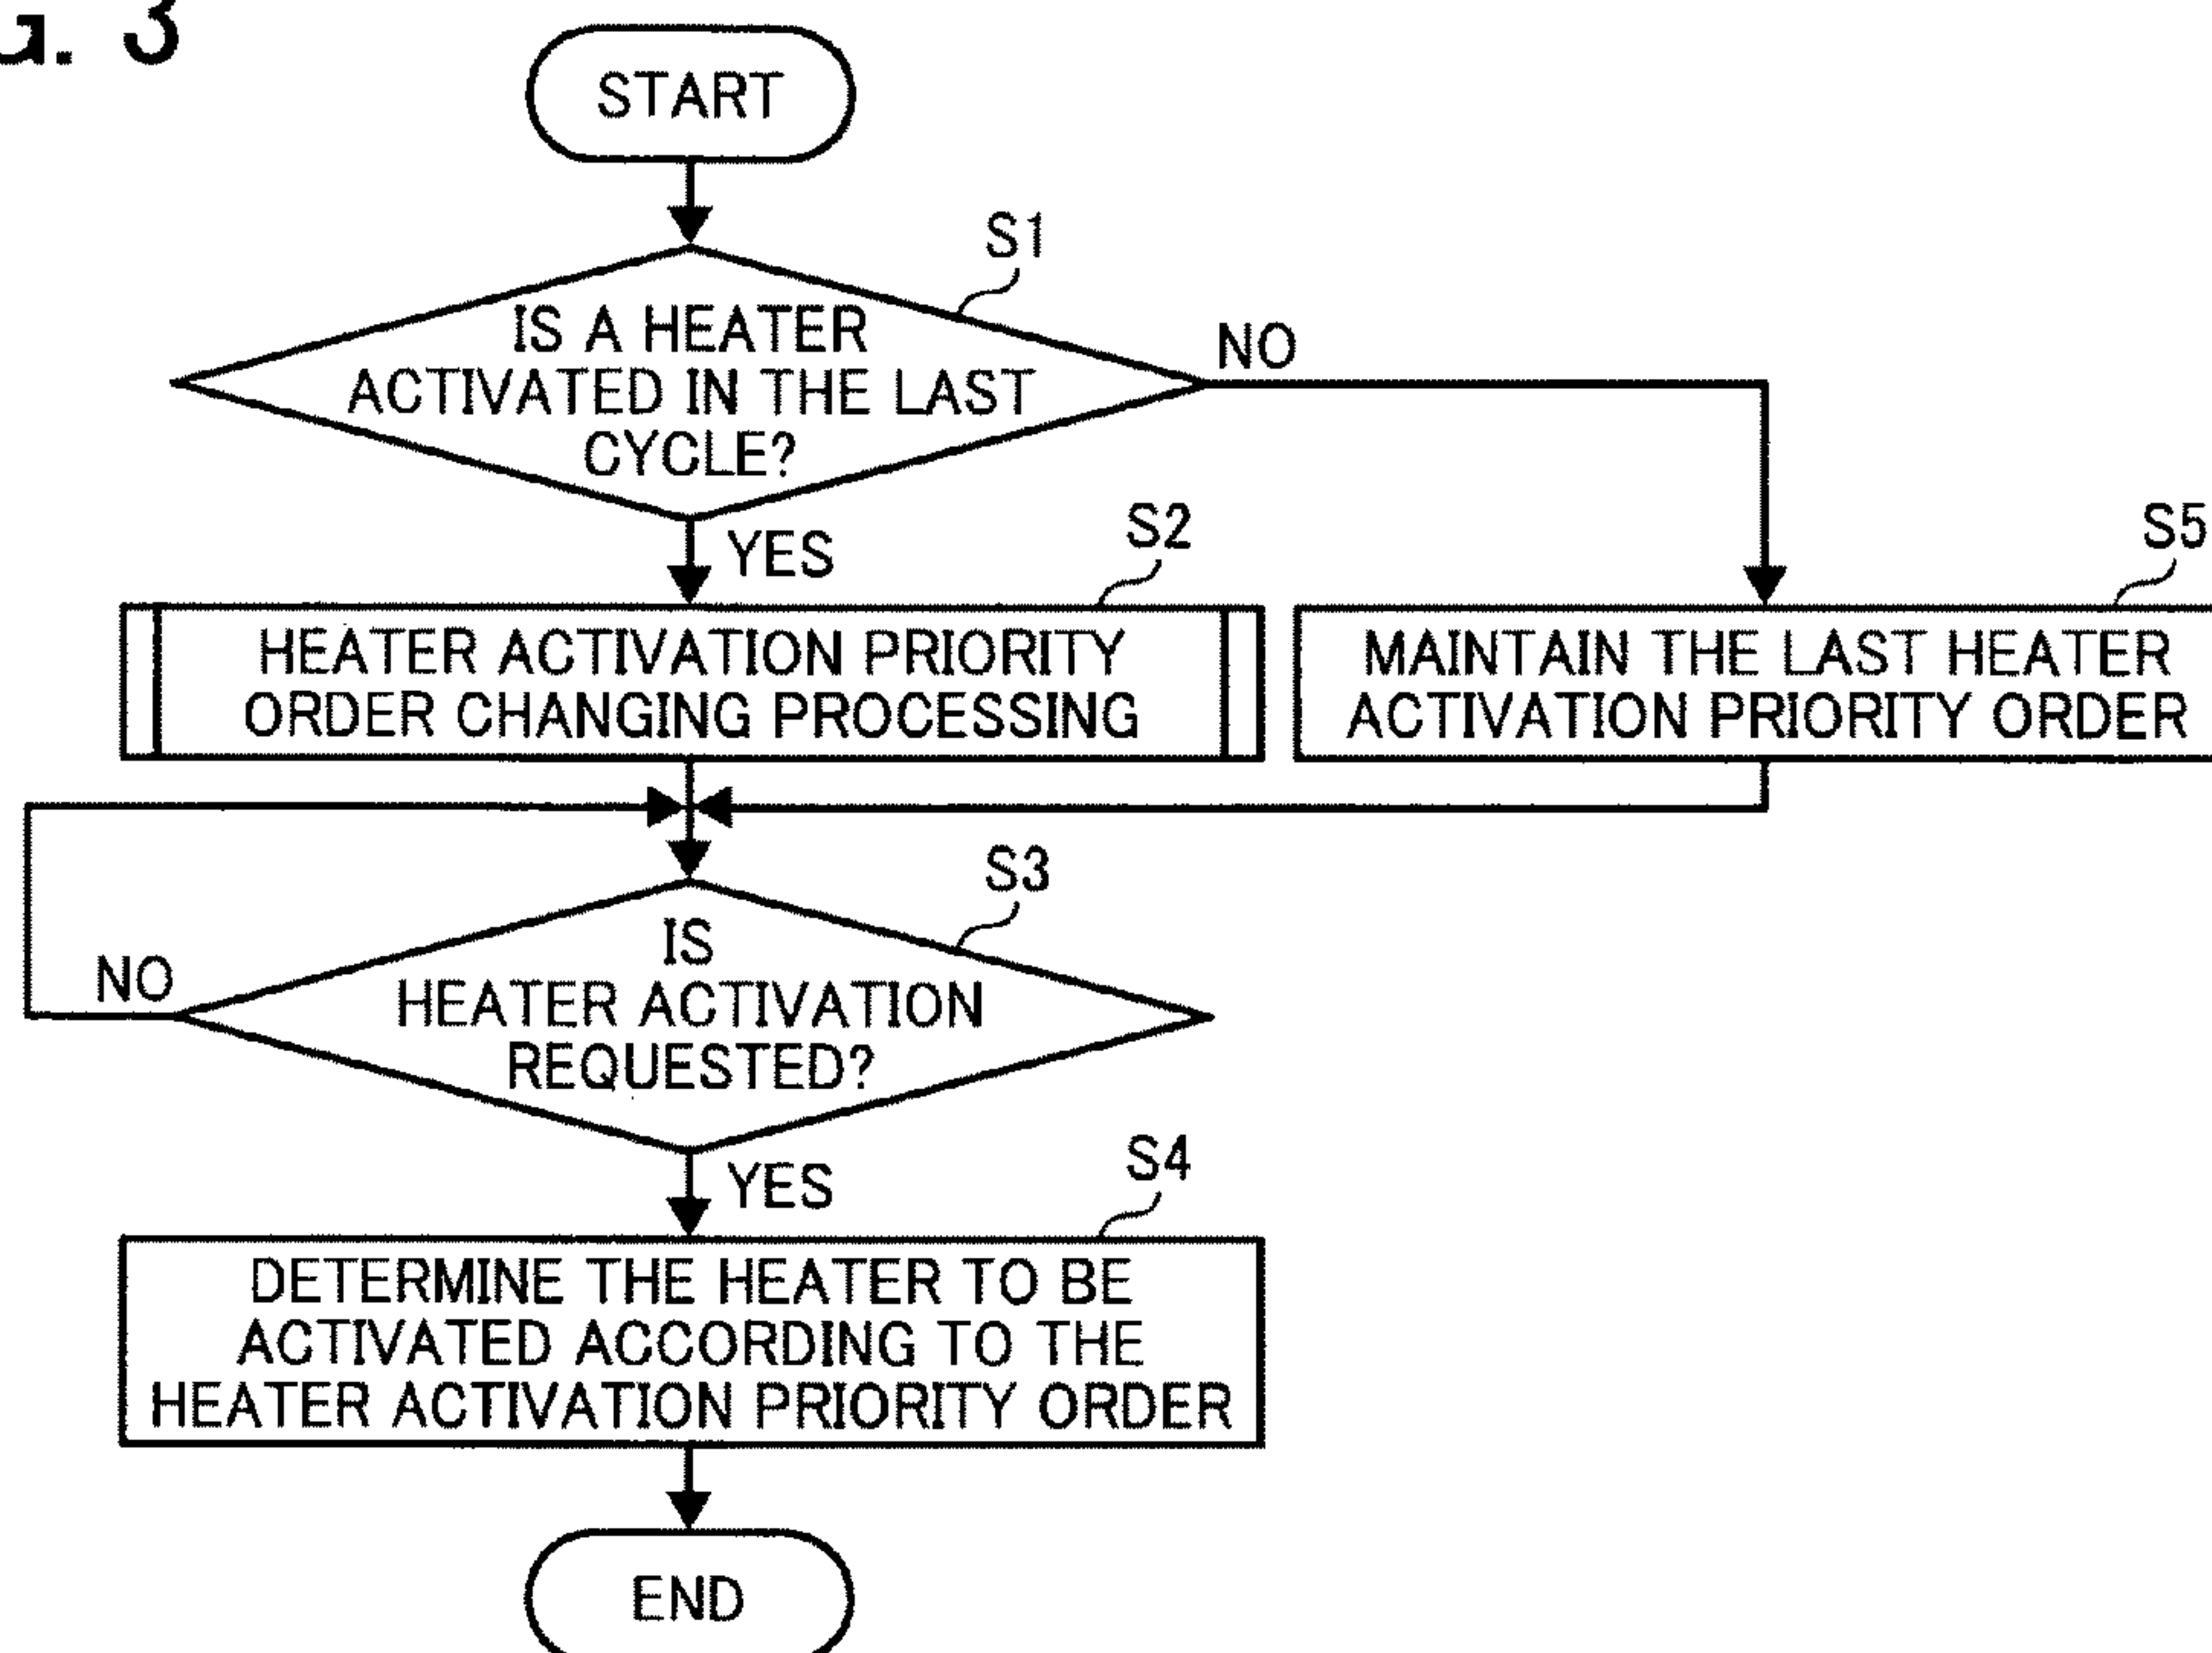 G. 3
START
S1
IS A HEATER
ACTIVATED IN THE LAST
CYCLE?
NO
YES
S2
HEATER ACTIVATION PRIORITY
ORDER CHANGING PROCESSING
S5
MAINTAIN THE LAST HEATER
ACTIVATION PRIORITY ORDER
S3
IS
HEATER ACTIVATION
REQUESTED?
NO
YES
S4
DETERMINE THE HEATER TO BE
ACTIVATED ACCORDING TO THE
HEATER ACTIVATION PRIORITY ORDER
END